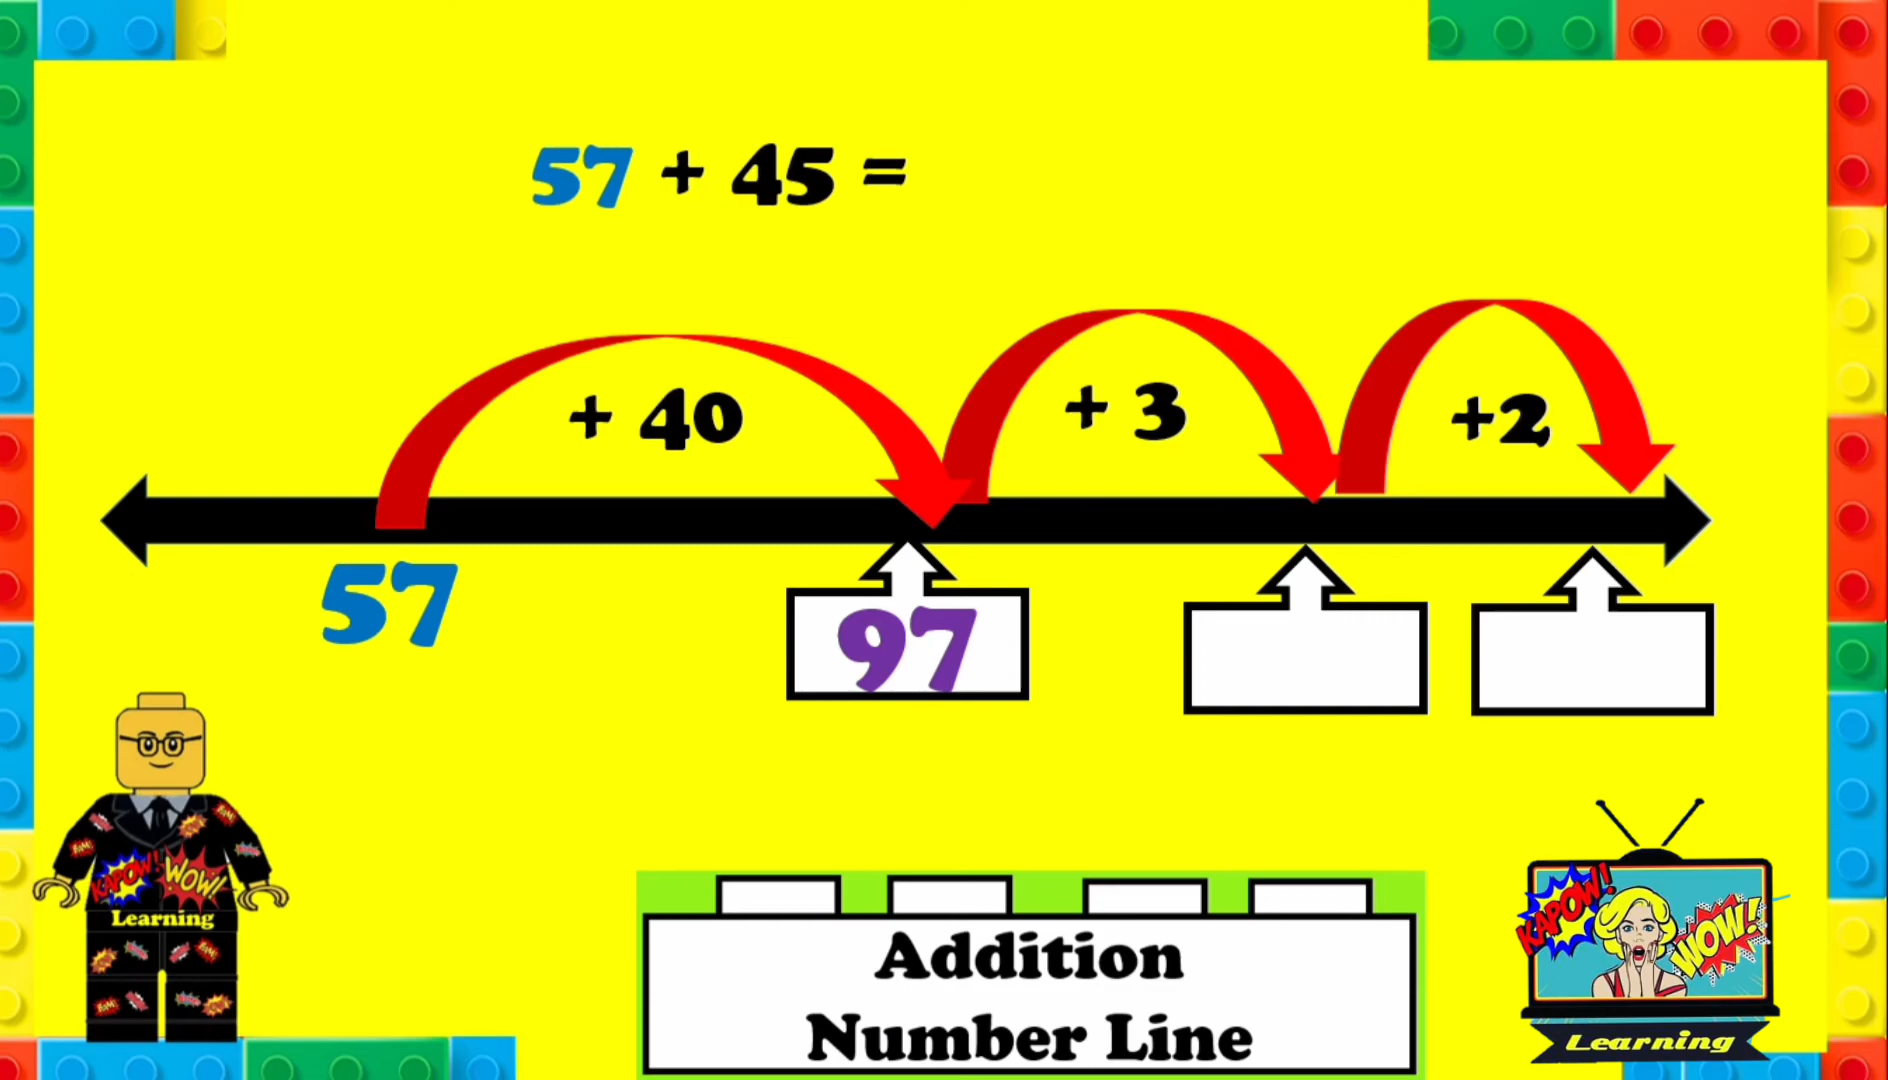 57 + 45 =
+ 40
+ 3
+2
57
97
KAPOW!
WOW!
Learning
Addition
Number Line
KAPOW!
WOW!
Learning